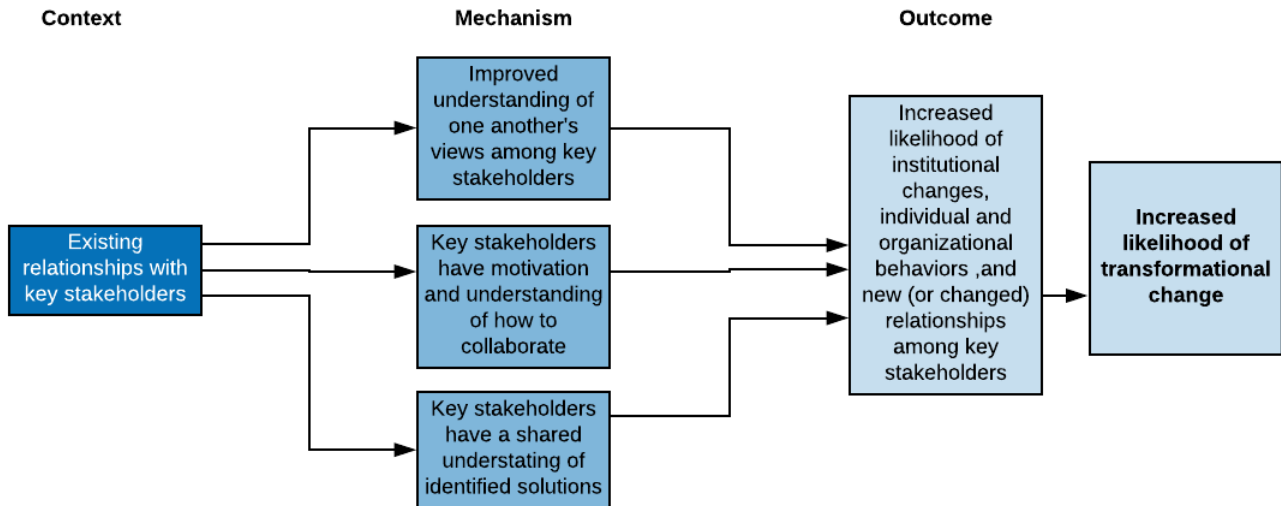 Context
Mechanism
Outcome
Existing
relationships with
key stakeholders
Improved
understanding of
one another's
views among key
stakeholders
Key stakeholders
have motivation
and understanding
of how to
collaborate
Key stakeholders
have a shared
understating of
identified solutions
Increased
likelihood of
institutional
changes,
individual and
organizational
behaviors ,and
new (or changed)
relationships
among key
stakeholders
Increased
likelihood of
transformational
change